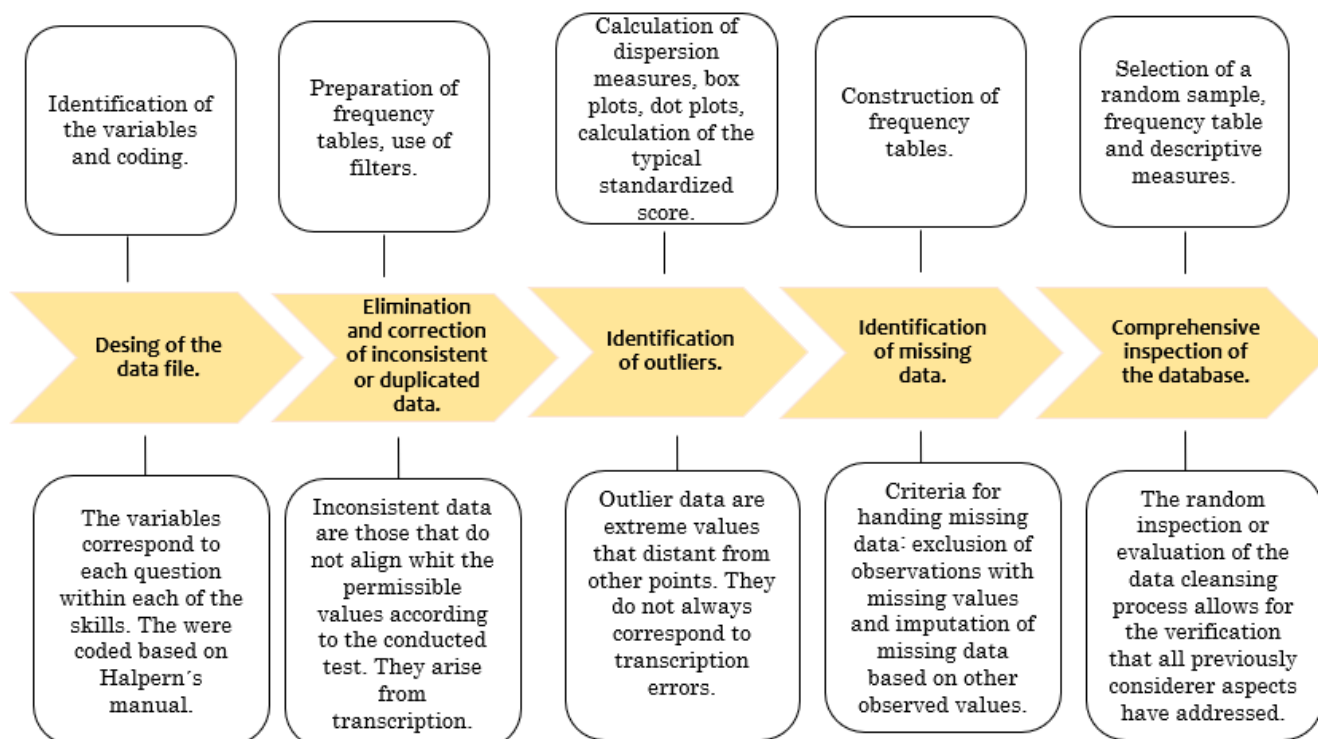 Identification of
the variables
and coding.
Preparation of
frequency
tables, use of
filters.
Calculation of
dispersion
measures, box
plots, dot plots,
calculation of the
typical
standardized
score.
Construction of
frequency
tables.
Selection of a
random sample,
frequency table
and descriptive
measures.
Desing of the
data file.
Elimination
and correction
of inconsistent
or duplicated
data.
Identification
of outliers.
Identification
of missing
data.
Comprehensive
inspection of
the database.
The variables
correspond to
each question
within each of the
skills. The were
coded based on
Halpern´s
manual.
Inconsistent data
are those that do
not align whit the
permissible
values according
to the conducted
test. They arise
from
transcription.
Outlier data are
extreme values
that distant from
other points. They
do not always
correspond to
transcription
errors.
Criteria for
handing missing
data: exclusion of
observations with
missing values
and imputation of
missing data
based on other
observed values.
The random
inspection or
evaluation of the
data cleansing
process allows for
the verification
that all previously
considerer aspects
have addressed.